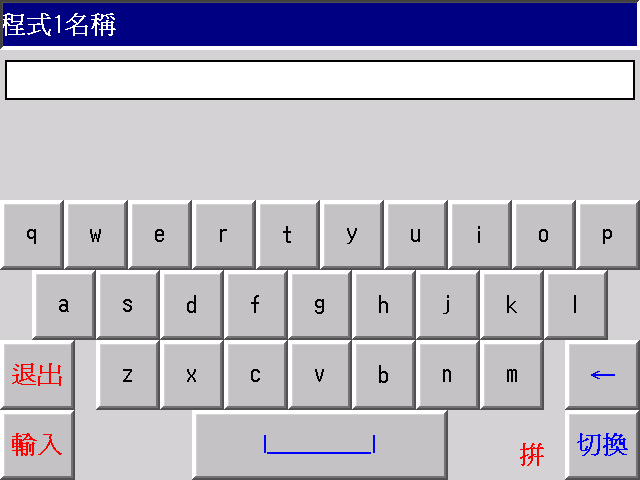 程式1名稱
q w e r t y u i o p
a s d f g h j k l
退出 z x c v b n m ←
輸入 拼 切換